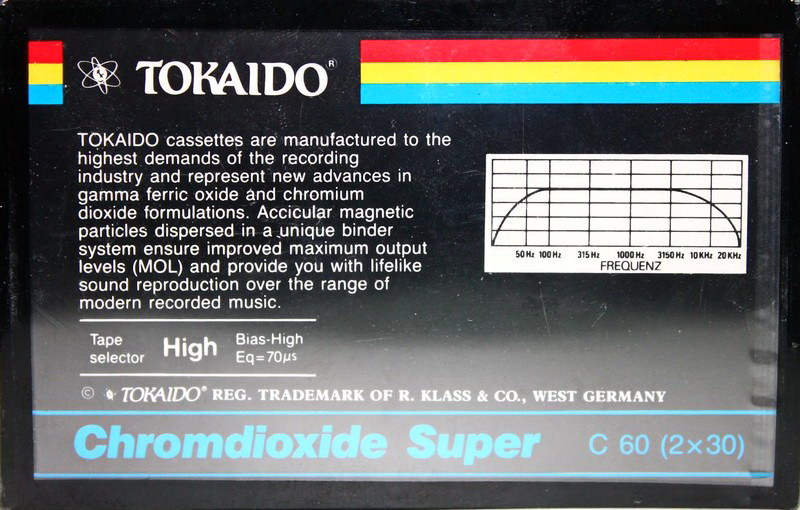 TOKAIDO®
TOKAIDO cassettes are manufactured to the
highest demands of the recording
industry and represent new advances in
gamma ferric oxide and chromium
dioxide formulations. Accicular magnetic
particles dispersed in a unique binder
system ensure improved maximum output
levels (MOL) and provide you with lifelike
sound reproduction over the range of
modern recorded music.
50 Hz 100 Hz 315 Hz 1000 Hz 3150 Hz 10 KHz 20 KHz
FREQUENZ
Tape
selector
High
Bias-High
Eq=70µs
© TOKAIDO® REG. TRADEMARK OF R. KLASS & CO., WEST GERMANY
Chromdioxide Super C 60 (2×30)